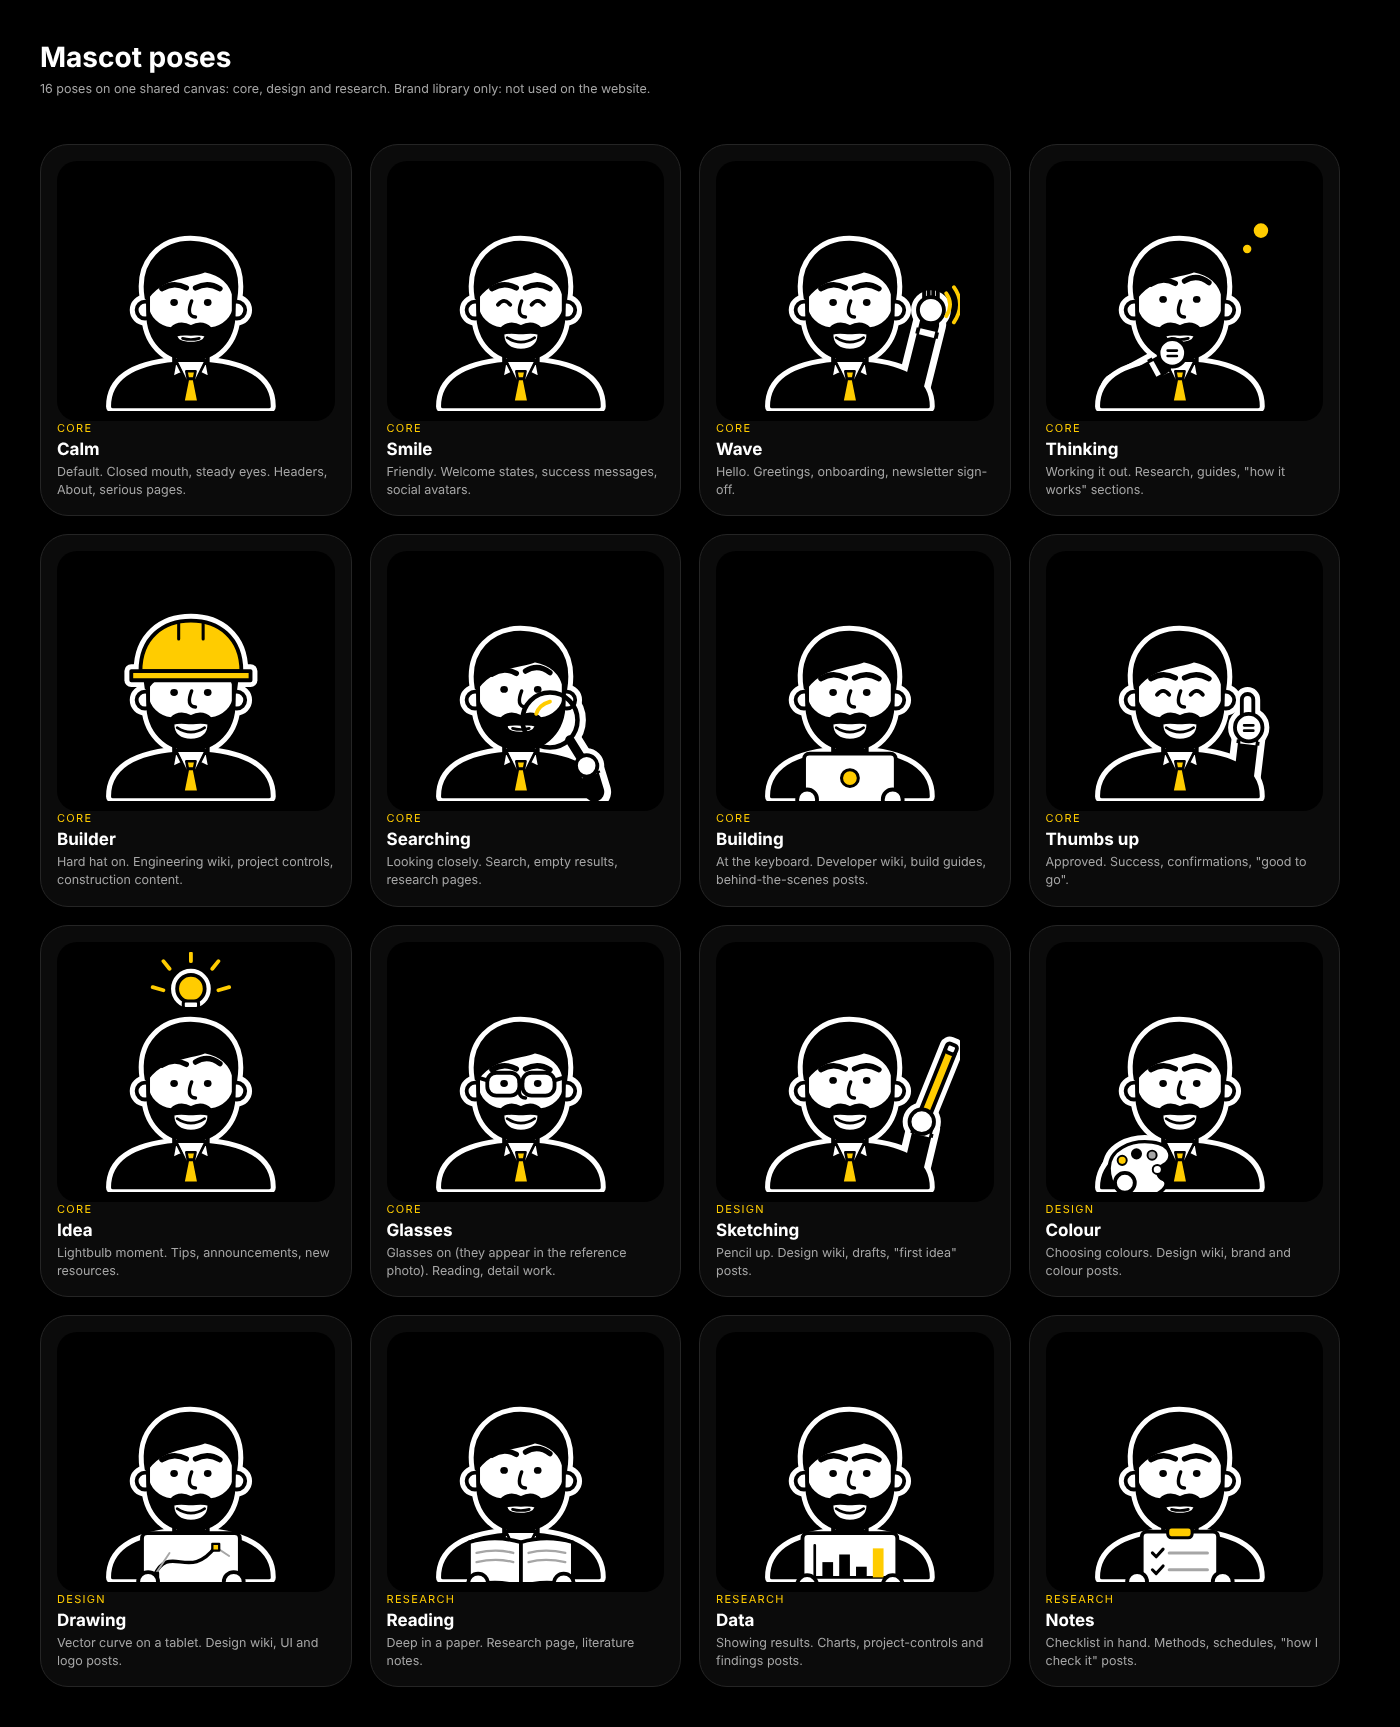 Mascot poses
16 poses on one shared canvas: core, design and research. Brand library only: not used on the website.
CORE
Calm
Default. Closed mouth, steady eyes. Headers,
About, serious pages.
CORE
Smile
Friendly. Welcome states, success messages,
social avatars.
CORE
Wave
Hello. Greetings, onboarding, newsletter sign-
off.
CORE
Thinking
Working it out. Research, guides, "how it
works" sections.
CORE
Builder
Hard hat on. Engineering wiki, project controls,
construction content.
CORE
Searching
Looking closely. Search, empty results,
research pages.
CORE
Building
At the keyboard. Developer wiki, build guides,
behind-the-scenes posts.
CORE
Thumbs up
Approved. Success, confirmations, "good to
go".
CORE
Idea
Lightbulb moment. Tips, announcements, new
resources.
CORE
Glasses
Glasses on (they appear in the reference
photo). Reading, detail work.
DESIGN
Sketching
Pencil up. Design wiki, drafts, "first idea"
posts.
DESIGN
Colour
Choosing colours. Design wiki, brand and
colour posts.
DESIGN
Drawing
Vector curve on a tablet. Design wiki, UI and
logo posts.
RESEARCH
Reading
Deep in a paper. Research page, literature
notes.
RESEARCH
Data
Showing results. Charts, project-controls and
findings posts.
RESEARCH
Notes
Checklist in hand. Methods, schedules, "how I
check it" posts.